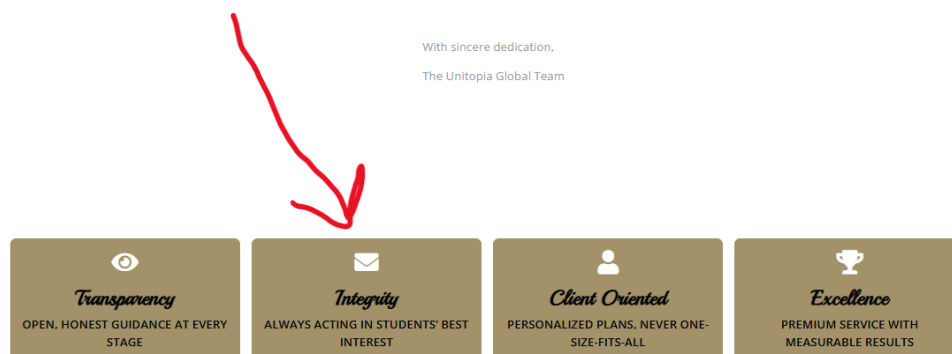 With sincere dedication,
The Unitopia Global Team
Transparency
OPEN, HONEST GUIDANCE AT EVERY
STAGE
Integrity
ALWAYS ACTING IN STUDENTS’ BEST
INTEREST
Client Oriented
PERSONALIZED PLANS, NEVER ONE-
SIZE-FITS-ALL
Excellence
PREMIUM SERVICE WITH
MEASURABLE RESULTS